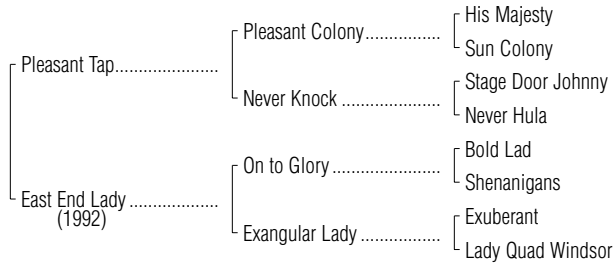 His Majesty
Pleasant Colony..................
Sun Colony
Pleasant Tap.....................
Stage Door Johnny
Never Knock ....................
Never Hula
Bold Lad
On to Glory .....................
Shenanigans
East End Lady ..................
(1992)
Exuberant
Exangular Lady ................
Lady Quad Windsor